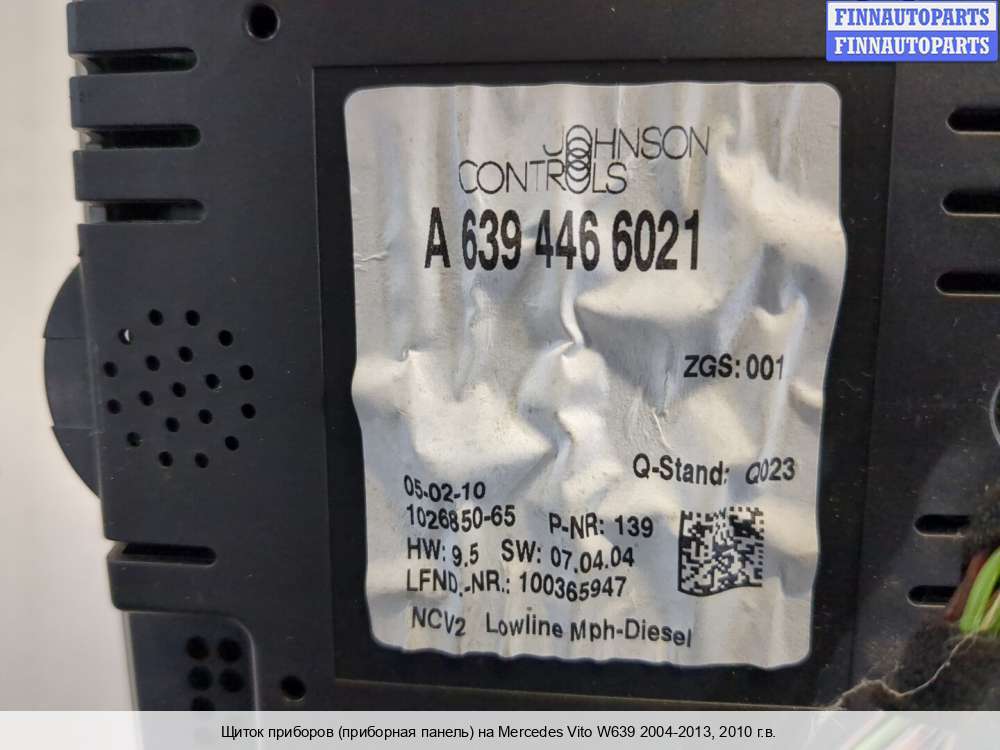 FINNAUTOPARTS
FINNAUTOPARTS
JOHNSON
CONTROLS
A 639 446 6021
ZGS: 001
Q-Stand: Q023
05-02-10
1026850-65 P-NR: 139
HW: 9.5 SW: 07.04.04
LFND.-NR.: 100365947
NCV2 Lowline Mph-Diesel
Щиток приборов (приборная панель) на Mercedes Vito W639 2004-2013, 2010 г.в.